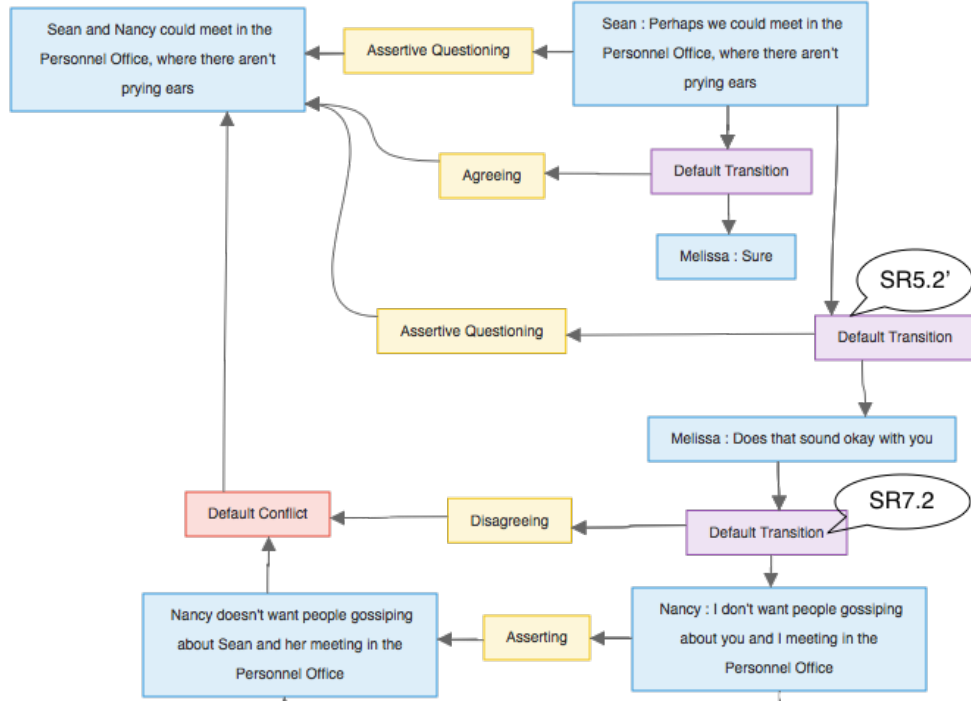 Sean and Nancy could meet in the
Personnel Office, where there aren't
prying ears
Assertive Questioning
Sean : Perhaps we could meet in the
Personnel Office, where there aren't
prying ears
Agreeing
Default Transition
Melissa : Sure
SR5.2’
Assertive Questioning
Default Transition
Melissa : Does that sound okay with you
SR7.2
Default Conflict
Disagreeing
Default Transition
Nancy doesn't want people gossiping
about Sean and her meeting in the
Personnel Office
Asserting
Nancy : I don't want people gossiping
about you and I meeting in the
Personnel Office